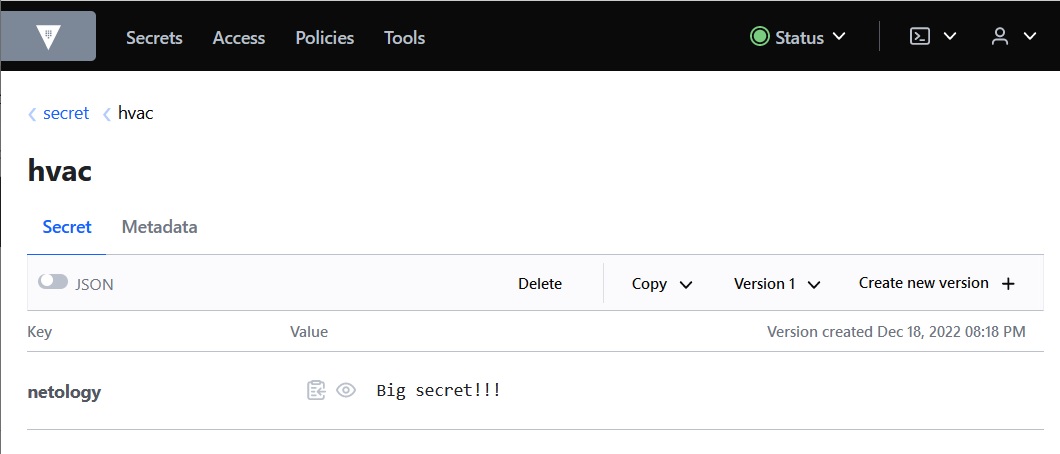 Secrets Access Policies Tools Status
secret hvac
hvac
Secret Metadata
JSON Delete Copy Version 1 Create new version
Key Value Version created Dec 18, 2022 08:18 PM
netology Big secret!!!